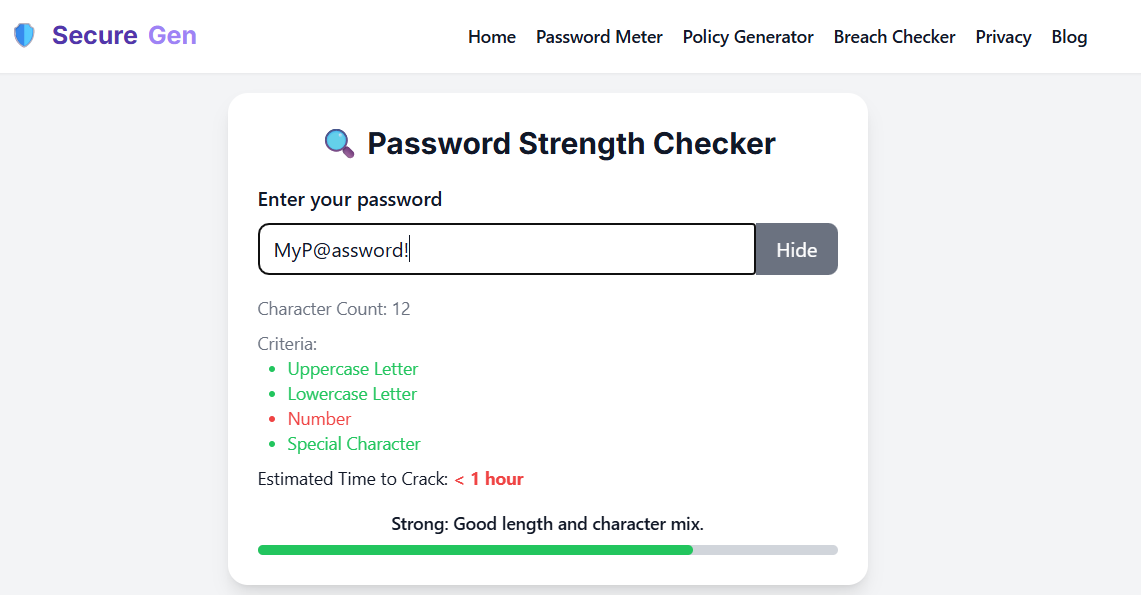 Secure Gen
Home Password Meter Policy Generator Breach Checker Privacy Blog
Password Strength Checker
Enter your password
MyP@assword!
Hide
Character Count: 12
Criteria:
Uppercase Letter
Lowercase Letter
Number
Special Character
Estimated Time to Crack: < 1 hour
Strong: Good length and character mix.